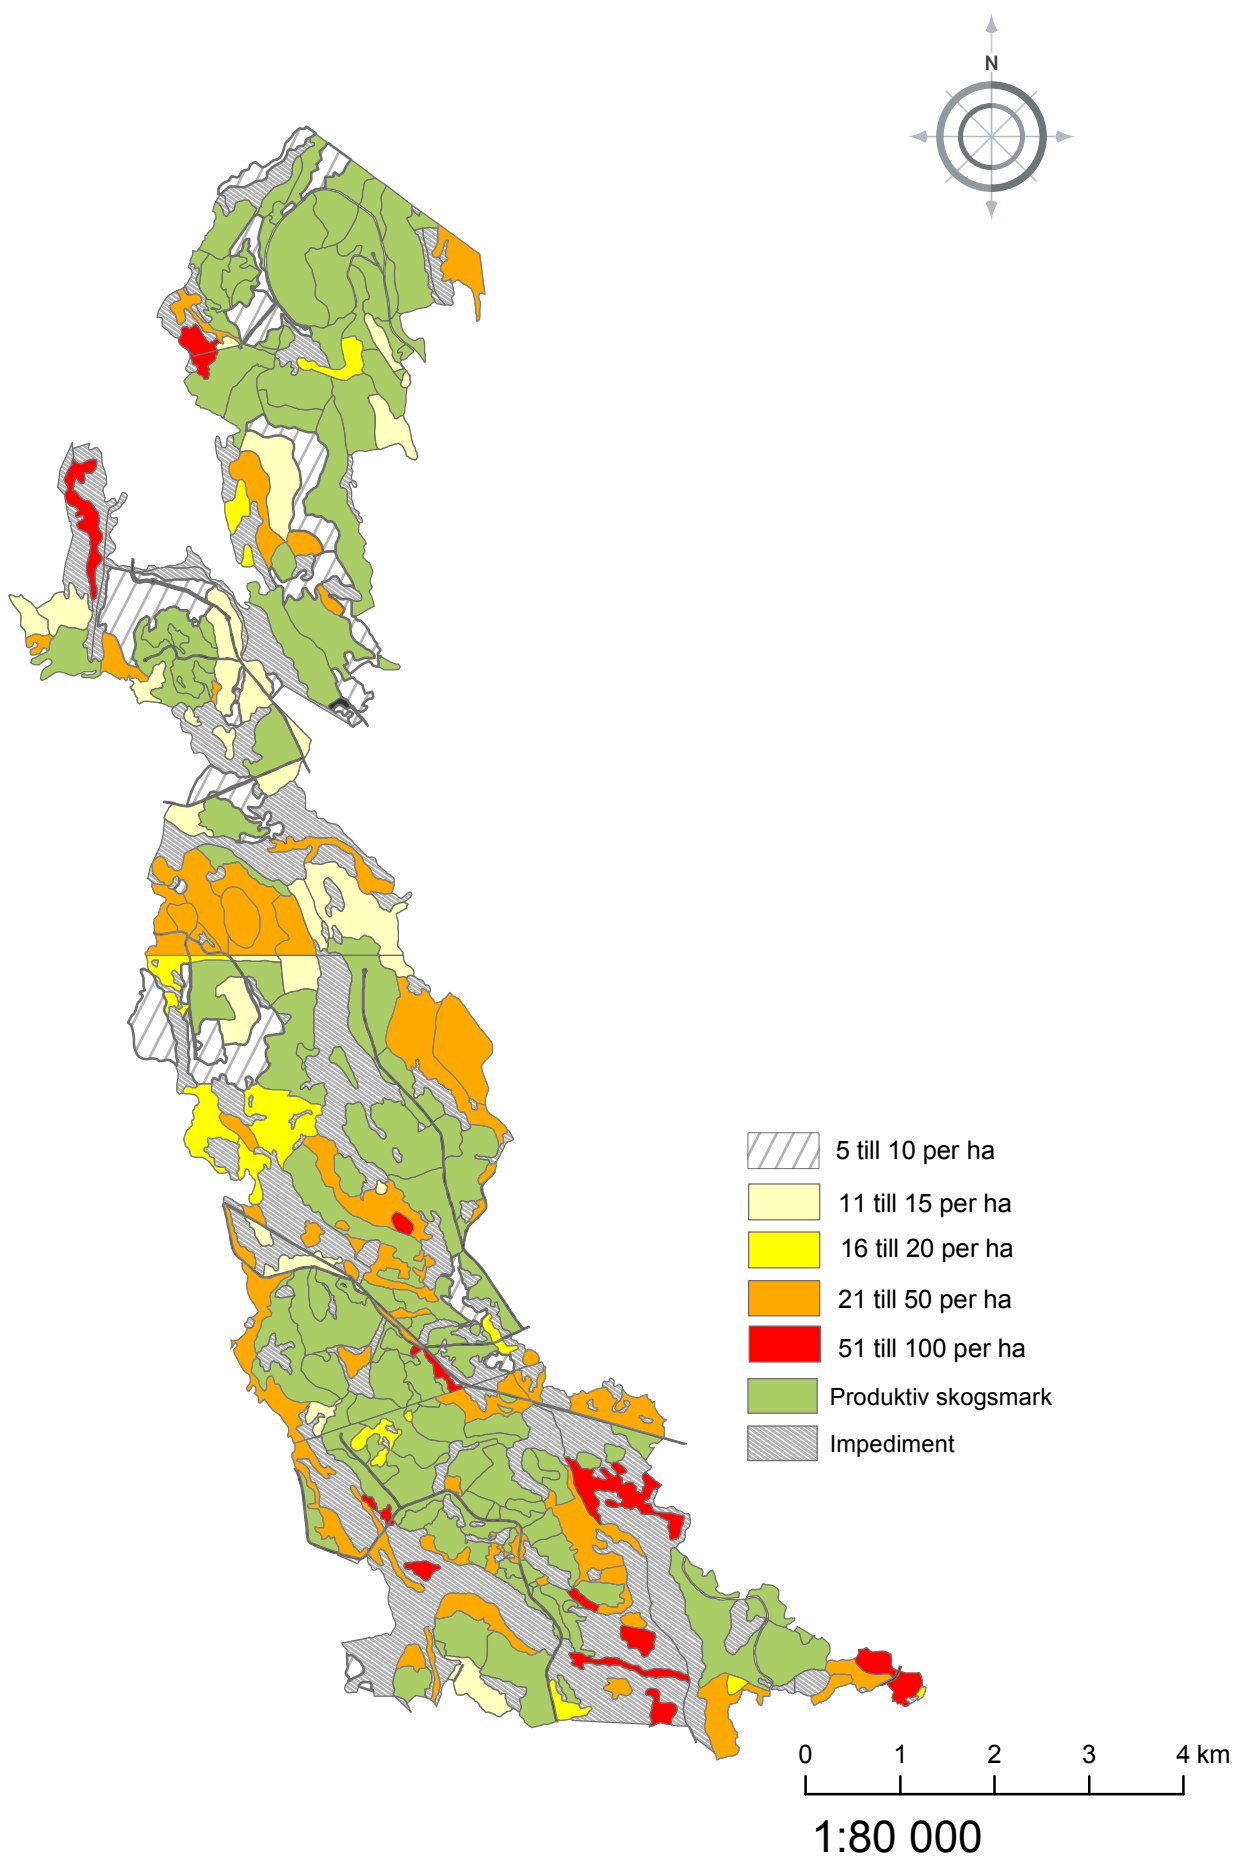 N
5 till 10 per ha
11 till 15 per ha
16 till 20 per ha
21 till 50 per ha
51 till 100 per ha
Produktiv skogsmark
Impediment
0 1 2 3 4 km
1:80 000